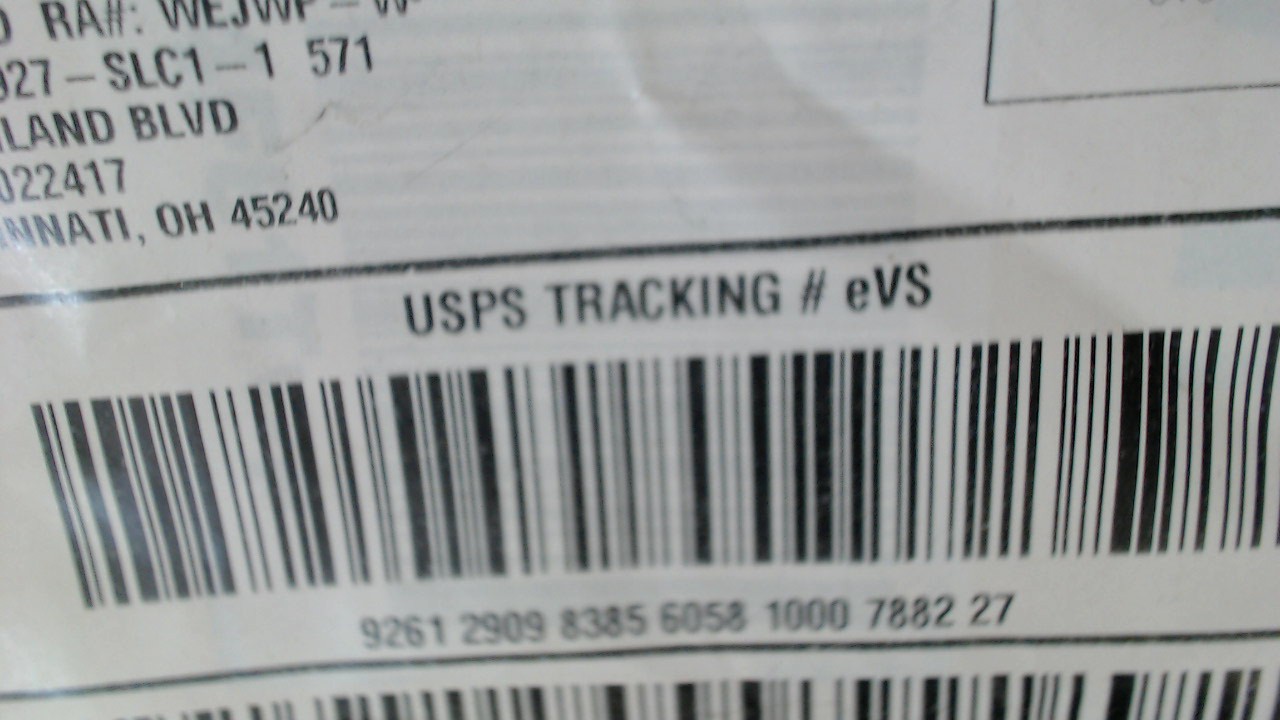 RA#: WEJWP-W
927-SLC1-1 571
LAND BLVD
022417
NNATI, OH 45240
USPS TRACKING # eVS
9261 2909 8385 6058 1000 7882 27